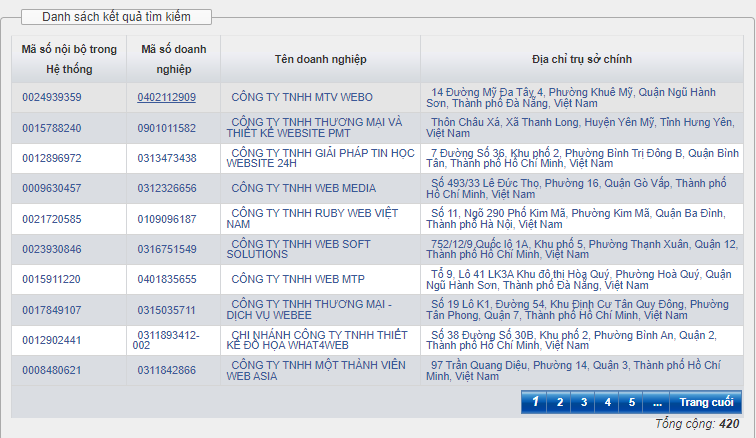 Danh sách kết quả tìm kiếm
Mã số nội bộ trong
Hệ thống
Mã số doanh
nghiệp
Tên doanh nghiệp
Địa chỉ trụ sở chính
0024939359
0402112909
CÔNG TY TNHH MTV WEBO
14 Đường Mỹ Đa Tây 4, Phường Khuê Mỹ, Quận Ngũ Hành
Sơn, Thành phố Đà Nẵng, Việt Nam
0015788240
0901011582
CÔNG TY TNHH THƯƠNG MẠI VÀ
THIẾT KẾ WEBSITE PMT
Thôn Châu Xá, Xã Thanh Long, Huyện Yên Mỹ, Tỉnh Hưng Yên,
Việt Nam
0012896972
0313473438
CÔNG TY TNHH GIẢI PHÁP TIN HỌC
WEBSITE 24H
7 Đường Số 36, Khu phố 2, Phường Bình Trị Đông B, Quận Bình
Tân, Thành phố Hồ Chí Minh, Việt Nam
0009630457
0312326656
CÔNG TY TNHH WEB MEDIA
Số 493/33 Lê Đức Thọ, Phường 16, Quận Gò Vấp, Thành phố
Hồ Chí Minh, Việt Nam
0021720585
0109096187
CÔNG TY TNHH RUBY WEB VIỆT
NAM
Số 11, Ngõ 290 Phố Kim Mã, Phường Kim Mã, Quận Ba Đình,
Thành phố Hà Nội, Việt Nam
0023930846
0316751549
CÔNG TY TNHH WEB SOFT
SOLUTIONS
752/12/9 Quốc lộ 1A, Khu phố 5, Phường Thạnh Xuân, Quận 12,
Thành phố Hồ Chí Minh, Việt Nam
0015911220
0401835655
CÔNG TY TNHH WEB MTP
Tổ 9, Lô 41 LK3A Khu đô thị Hòa Quý, Phường Hoà Quý, Quận
Ngũ Hành Sơn, Thành phố Đà Nẵng, Việt Nam
0017849107
0315035711
CÔNG TY TNHH THƯƠNG MẠI -
DỊCH VỤ WEBEE
Số 19 Lô K1, Đường 54, Khu Định Cư Tân Quy Đông, Phường
Tân Phong, Quận 7, Thành phố Hồ Chí Minh, Việt Nam
0012902441
0311893412-
002
CHI NHÁNH CÔNG TY TNHH THIẾT
KẾ ĐỒ HỌA WHAT4WEB
Số 38 Đường Số 30B, Khu phố 2, Phường Bình An, Quận 2,
Thành phố Hồ Chí Minh, Việt Nam
0008480621
0311842866
CÔNG TY TNHH MỘT THÀNH VIÊN
WEB ASIA
97 Trần Quang Diệu, Phường 14, Quận 3, Thành phố Hồ Chí
Minh, Việt Nam
1 2 3 4 5 ... Trang cuối
Tổng cộng: 420